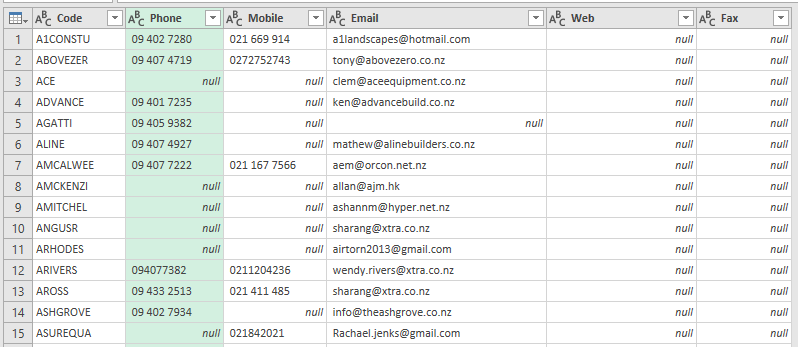 ABC Code ABC Phone ABC Mobile ABC Email ABC Web ABC Fax
1 A1CONSTU 09 402 7280 021 669 914 a1landscapes@hotmail.com null null
2 ABOVEZER 09 407 4719 0272752743 tony@abovezero.co.nz null null
3 ACE null null clem@aceequipment.co.nz null null
4 ADVANCE 09 401 7235 null ken@advancebuild.co.nz null null
5 AGATTI 09 405 9382 null null null null
6 ALINE 09 407 4927 null mathew@alinebuilders.co.nz null null
7 AMCALWEE 09 407 7222 021 167 7566 aem@orcon.net.nz null null
8 AMCKENZI null null allan@ajm.hk null null
9 AMITCHEL null null ashannm@hyper.net.nz null null
10 ANGUSR null null sharang@xtra.co.nz null null
11 ARHODES null null airtorn2013@gmail.com null null
12 ARIVERS 094077382 0211204236 wendy.rivers@xtra.co.nz null null
13 AROSS 09 433 2513 021 411 485 sharang@xtra.co.nz null null
14 ASHGROVE 09 402 7934 null info@theashgrove.co.nz null null
15 ASUREQUA null 021842021 Rachael.jenks@gmail.com null null